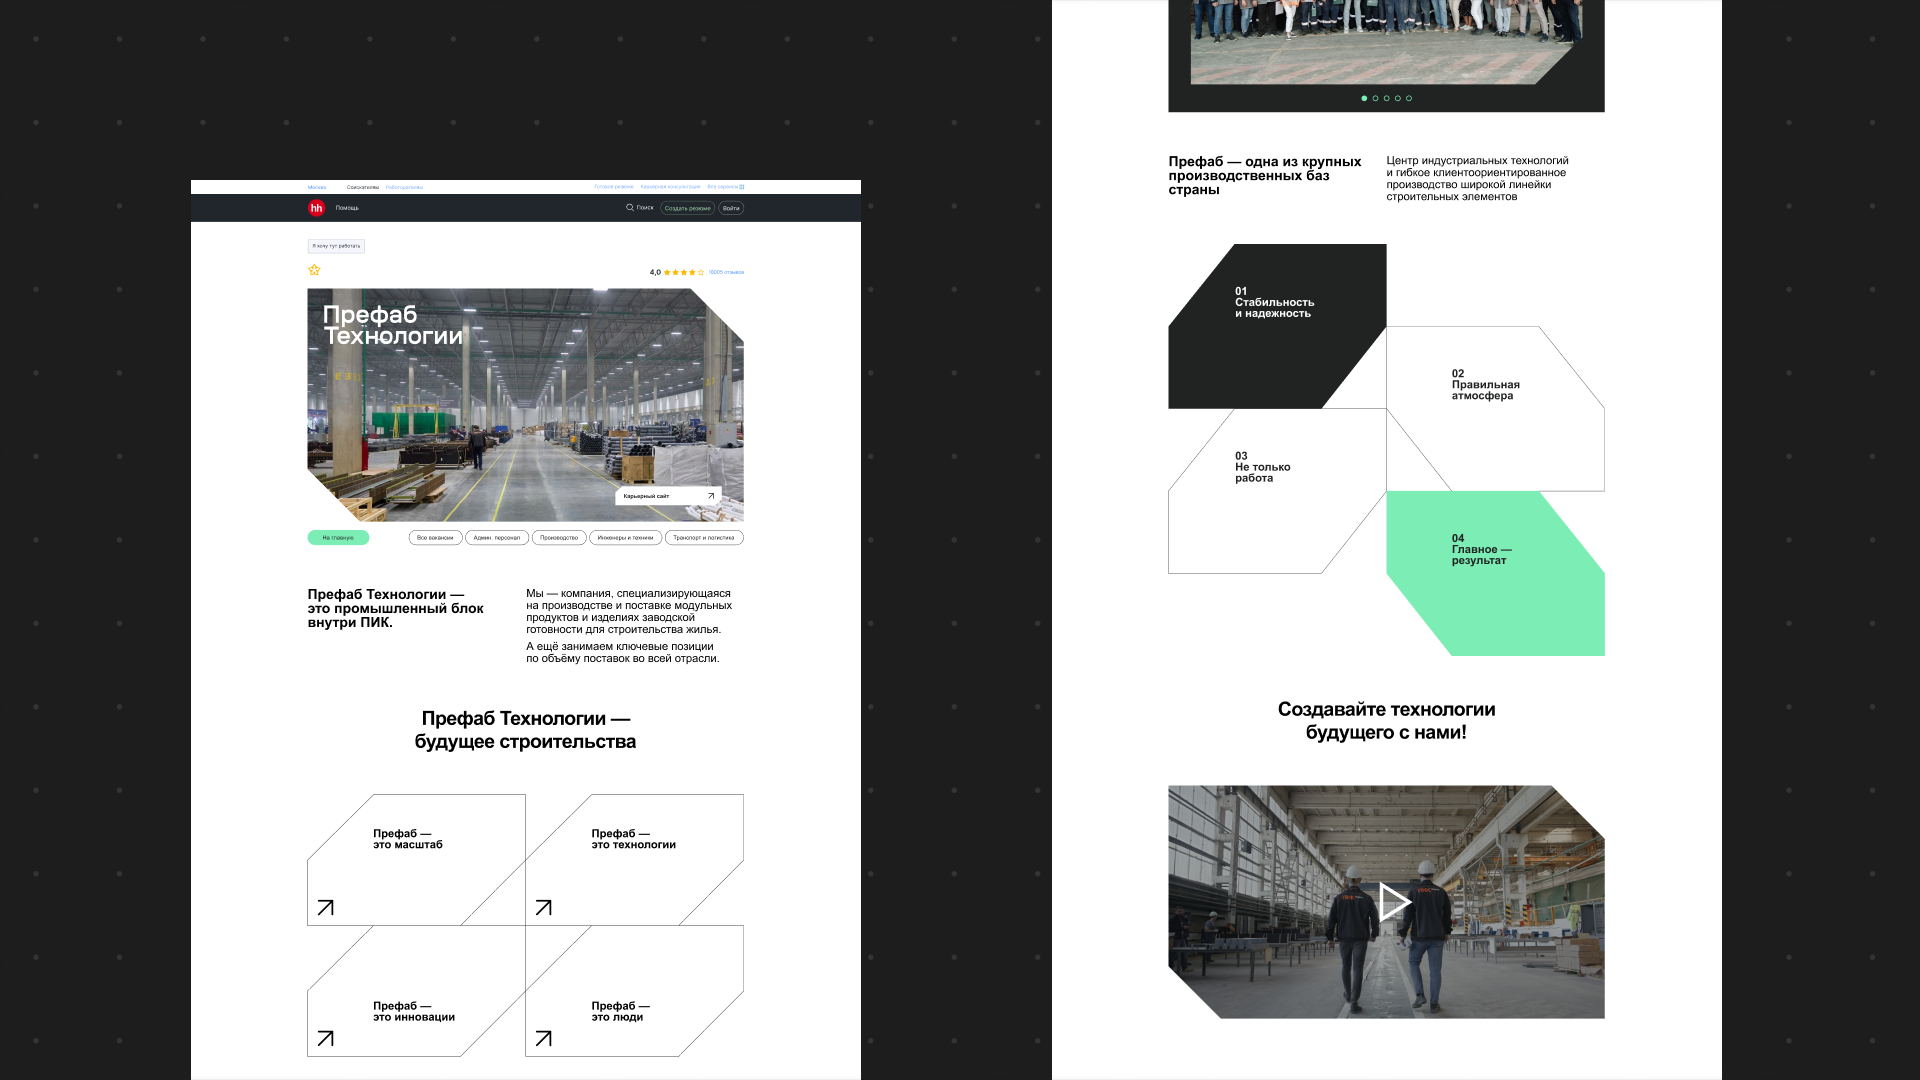 Москва
Соискателям
Работодателям
Готовое резюме
Карьерная консультация
Все сервисы
hh
Помощь
Поиск
Создать резюме
Войти
Я хочу тут работать
4,0
16005 отзывов
Префаб
Технологии
Карьерный сайт
На главную
Все вакансии
Админ. персонал
Производство
Инженеры и техники
Транспорт и логистика
Префаб Технологии —
это промышленный блок
внутри ПИК.
Мы — компания, специализирующаяся
на производстве и поставке модульных
продуктов и изделиях заводской
готовности для строительства жилья.
А ещё занимаем ключевые позиции
по объёму поставок во всей отрасли.
Префаб Технологии —
будущее строительства
Префаб —
это масштаб
Префаб —
это технологии
Префаб —
это инновации
Префаб —
это люди
Префаб — одна из крупных
производственных баз
страны
Центр индустриальных технологий
и гибкое клиентоориентированное
производство широкой линейки
строительных элементов
01
Стабильность
и надежность
02
Правильная
атмосфера
03
Не только
работа
04
Главное —
результат
Создавайте технологии
будущего с нами!